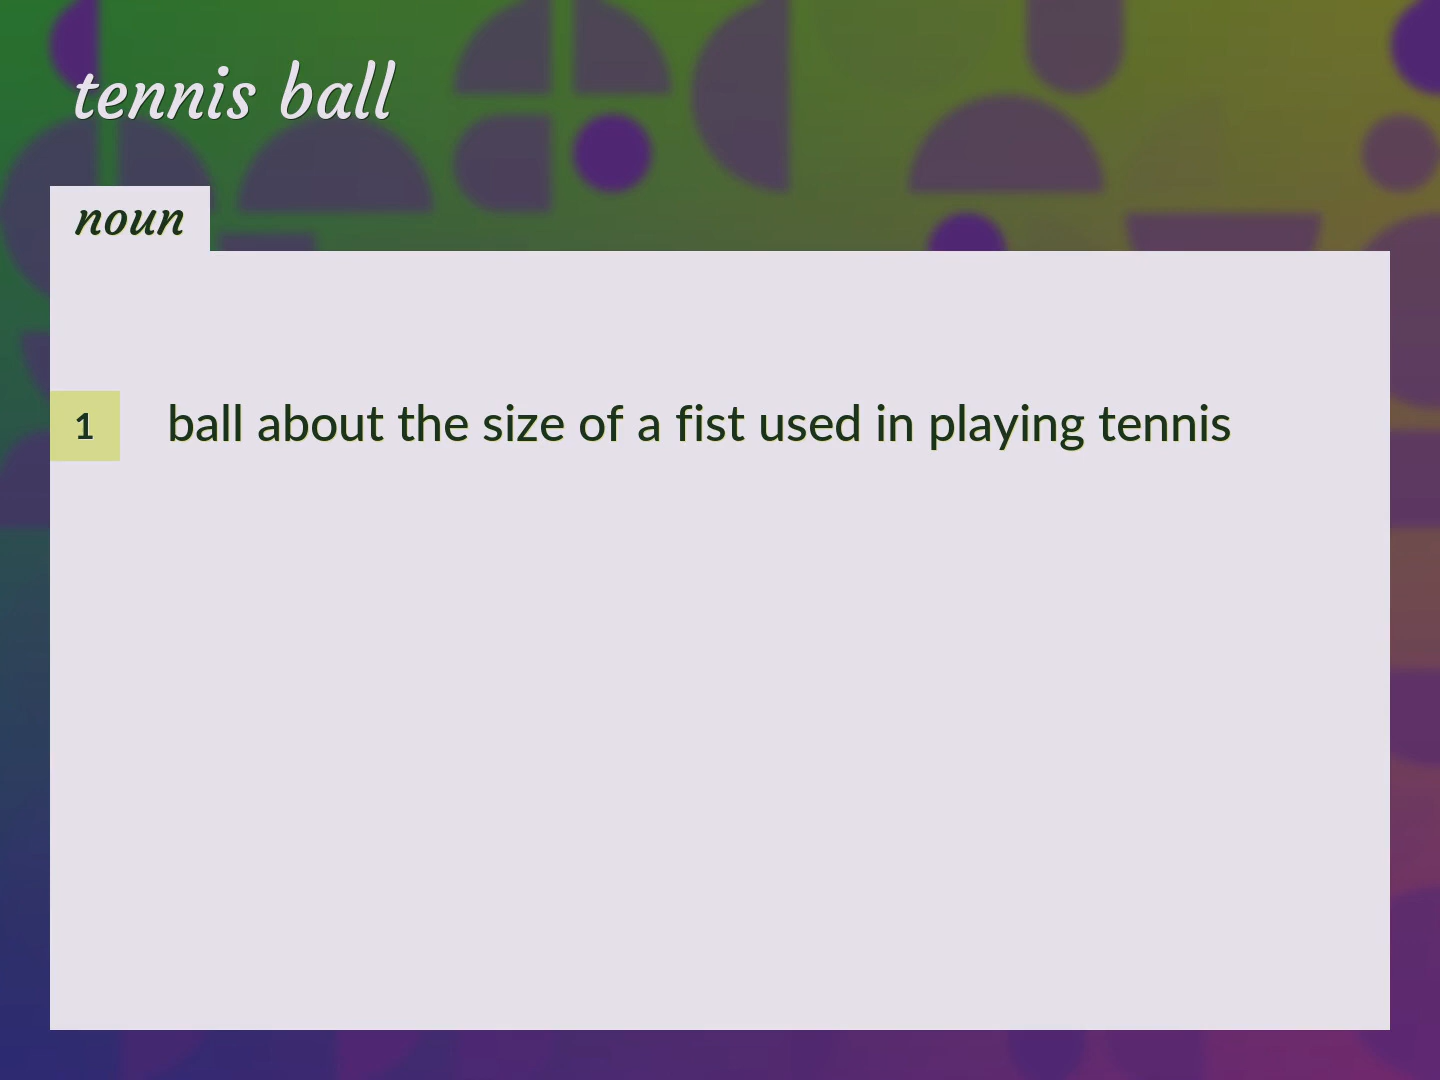 tennis ball
noun
1 ball about the size of a fist used in playing tennis